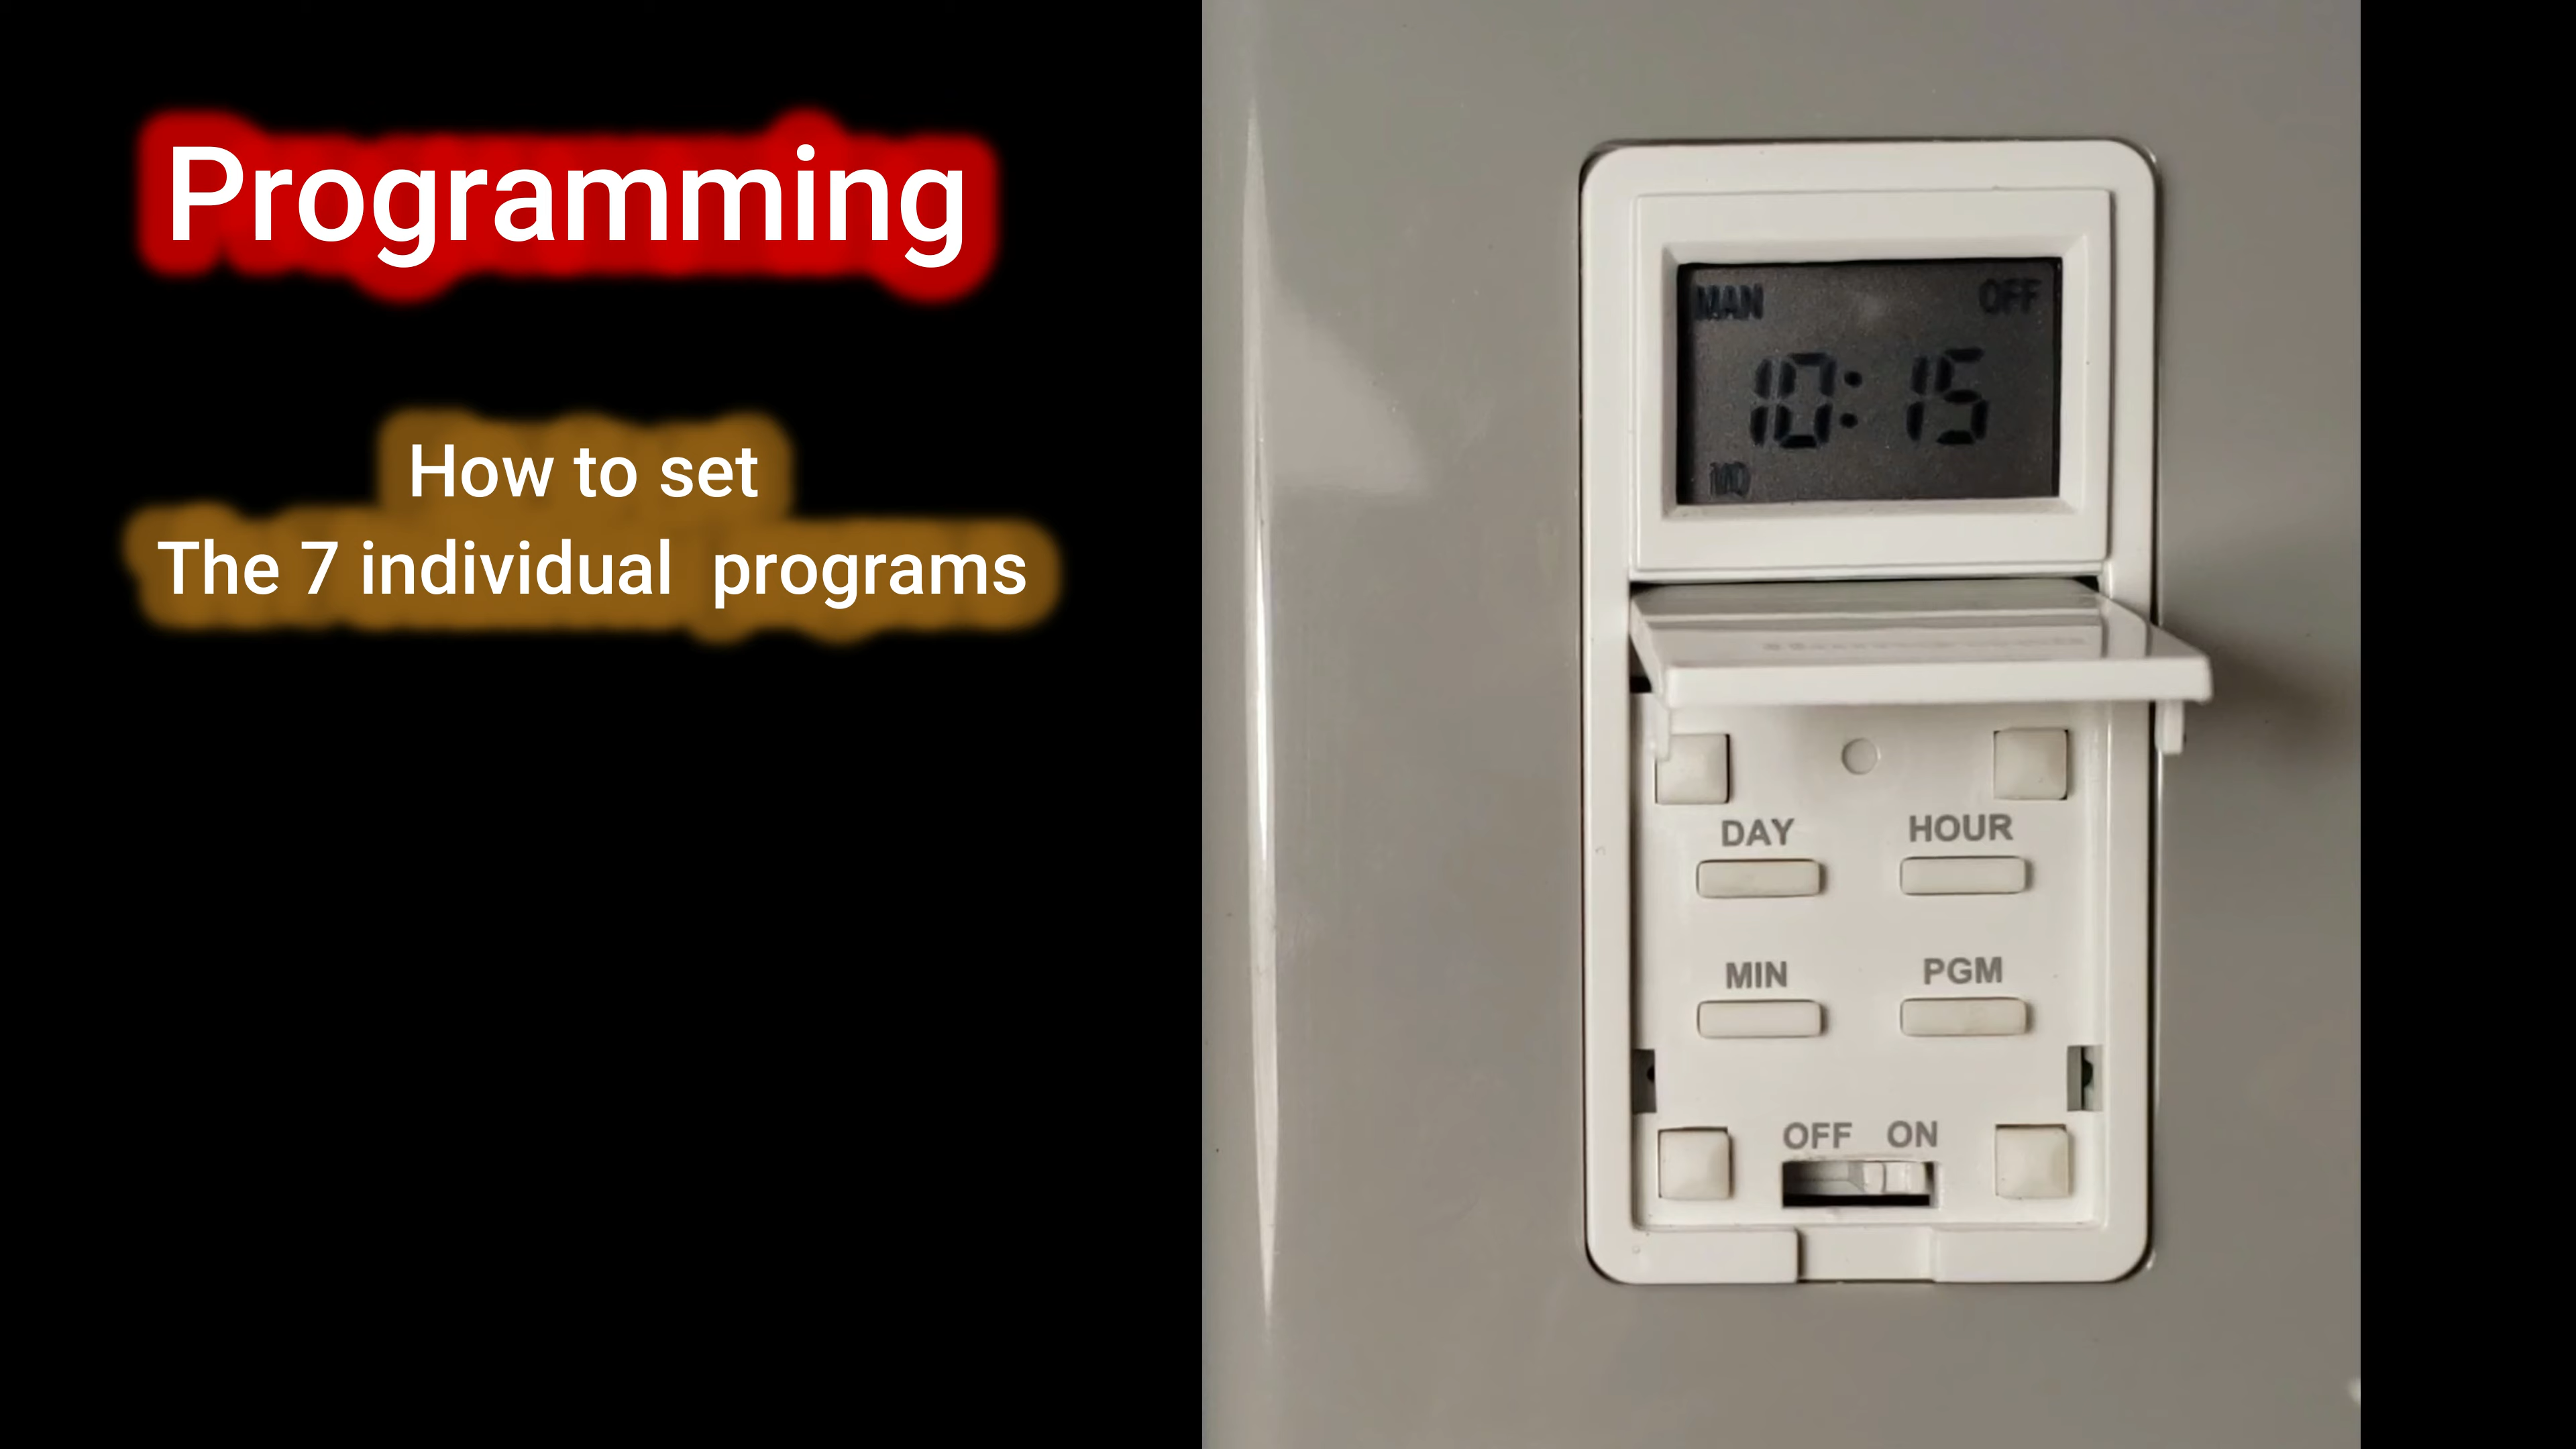 Programming
How to set
The 7 individual programs
MAN OFF
10:15
MO
DAY HOUR
MIN PGM
OFF ON